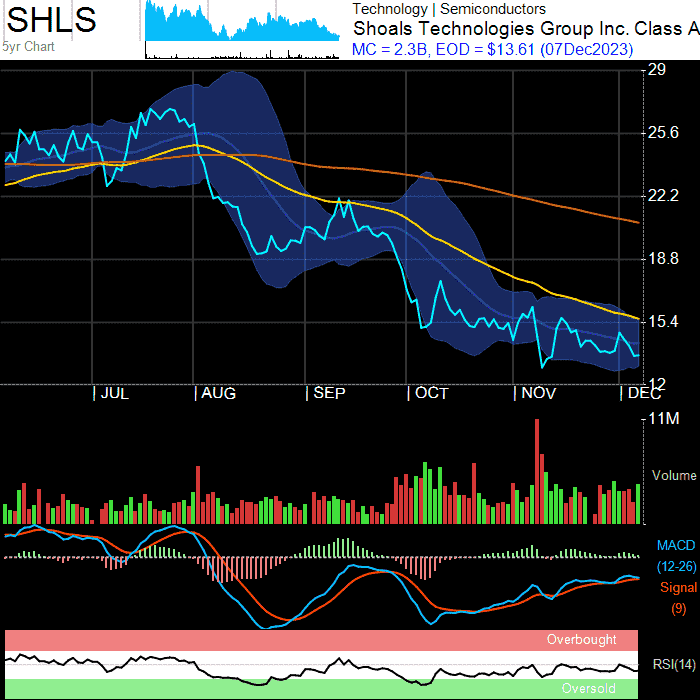 SHLS
5yr Chart
Technology | Semiconductors
Shoals Technologies Group Inc. Class A
MC = 2.3B, EOD = $13.61 (07Dec2023)
29
25.6
22.2
18.8
15.4
12
| JUL | AUG | SEP | OCT | NOV | DEC
11M
Volume
MACD
(12-26)
Signal
(9)
Overbought
RSI(14)
Oversold